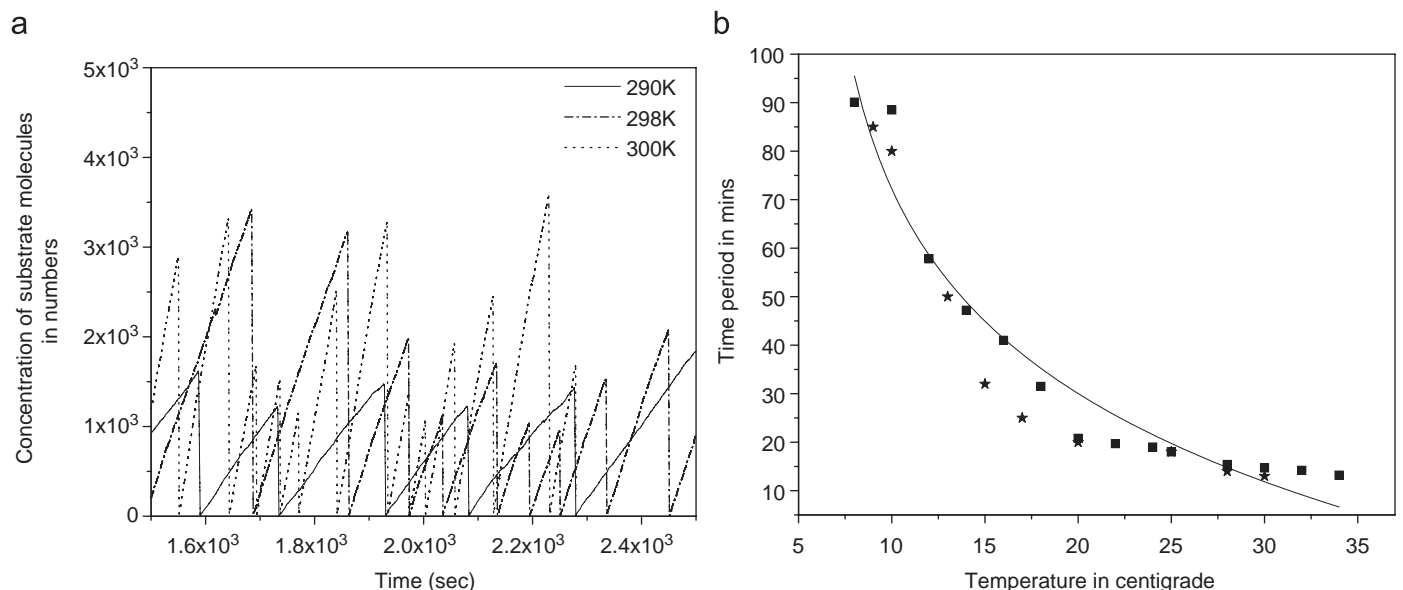 a
Concentration of substrate molecules
in numbers
5x10³
4x10³
3x10³
2x10³
1x10³
0
290K
298K
300K
1.6x10³
1.8x10³
2.0x10³
2.2x10³
2.4x10³
Time (sec)
b
Time period in mins
100
90
80
70
60
50
40
30
20
10
5
10
15
20
25
30
35
Temperature in centigrade